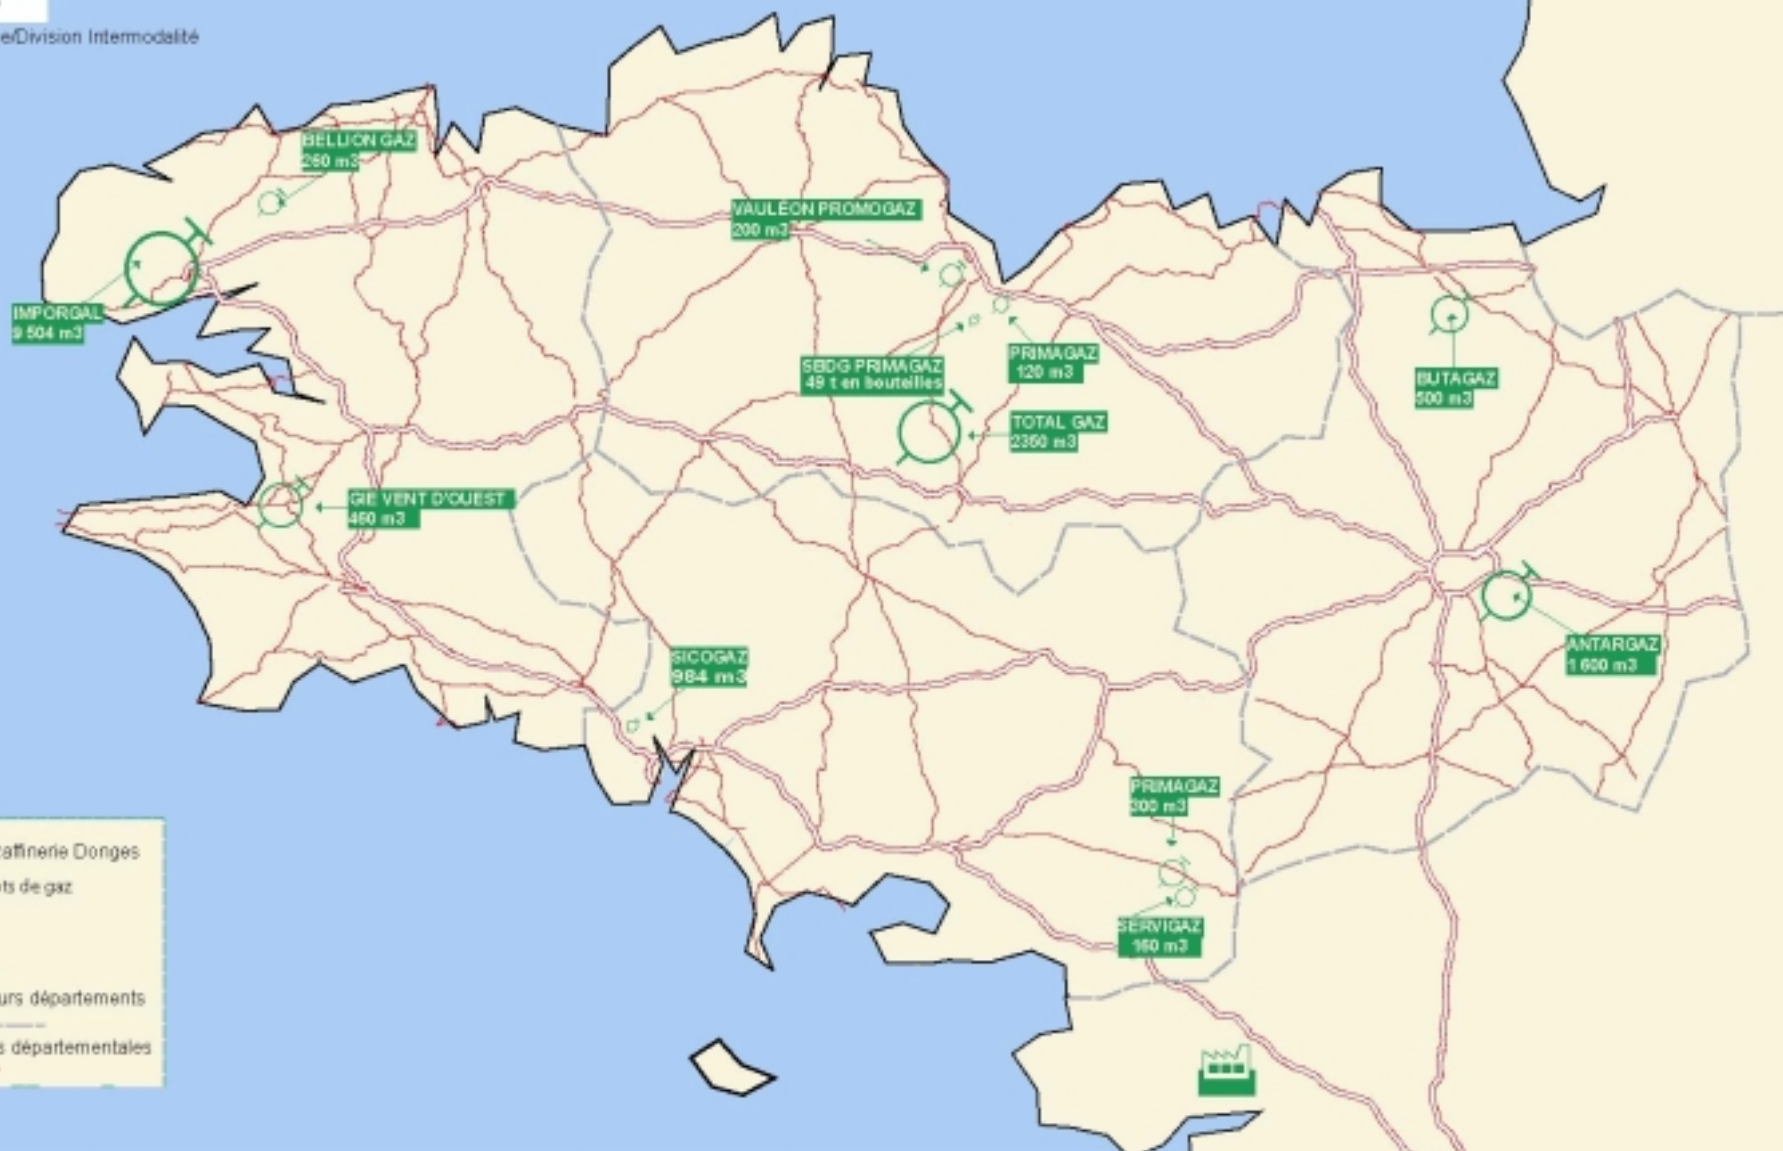 e/Division Intermodalité
BELLION GAZ
260 m3
VAULÉON PROMOGAZ
200 m3
IMPORGAL
9 504 m3
SBDG PRIMAGAZ
49 t en bouteilles
PRIMAGAZ
120 m3
BUTAGAZ
500 m3
TOTAL GAZ
2350 m3
GIE VENT D'OUEST
460 m3
ANTARGAZ
1 600 m3
SICOGAZ
984 m3
PRIMAGAZ
300 m3
SERVIGAZ
160 m3
affinerie Donges
ts de gaz
urs départements
s départementales